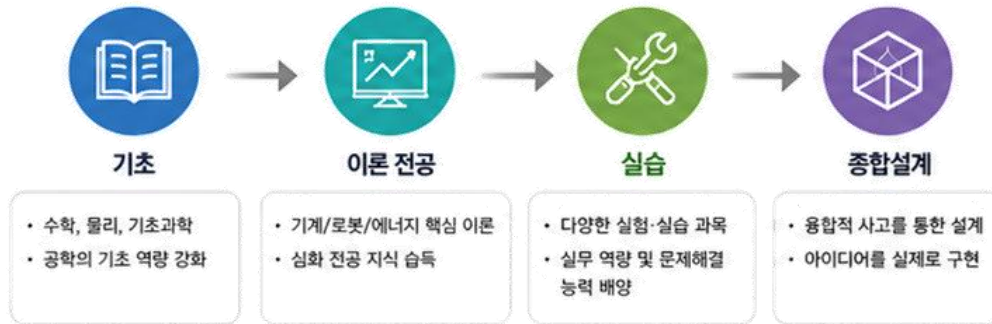 기초
• 수학, 물리, 기초과학
• 공학의 기초 역량 강화
이론 전공
• 기계/로봇/에너지 핵심 이론
• 심화 전공 지식 습득
실습
• 다양한 실험·실습 과목
• 실무 역량 및 문제해결
능력 배양
종합설계
• 융합적 사고를 통한 설계
• 아이디어를 실제로 구현